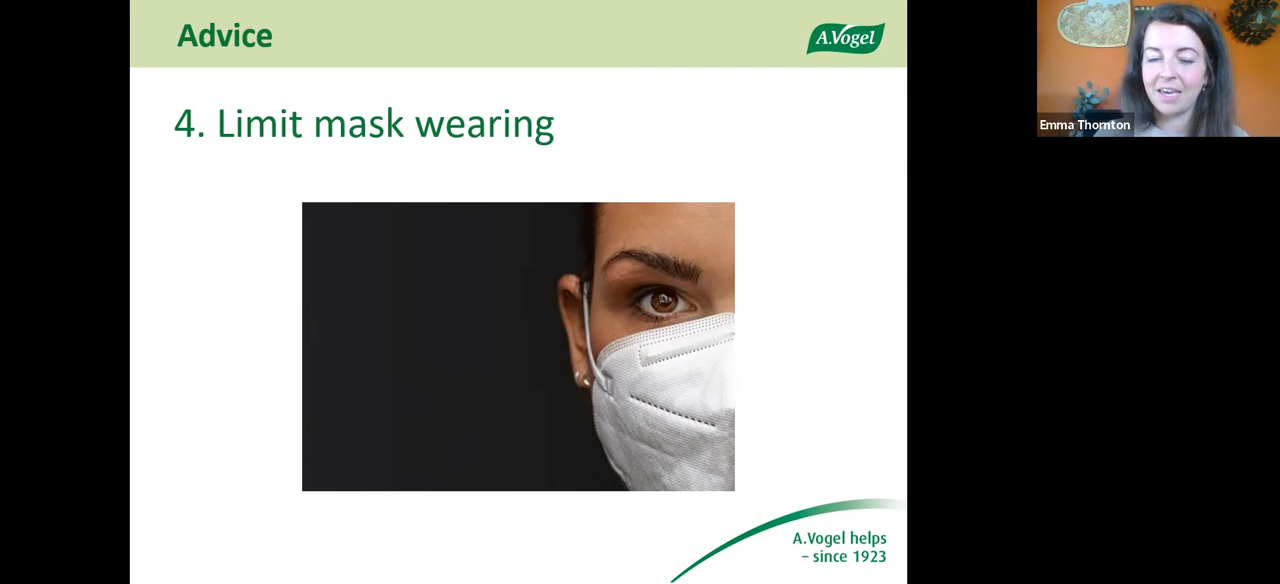 Advice
A.Vogel
Emma Thornton
4. Limit mask wearing
A.Vogel helps
– since 1923